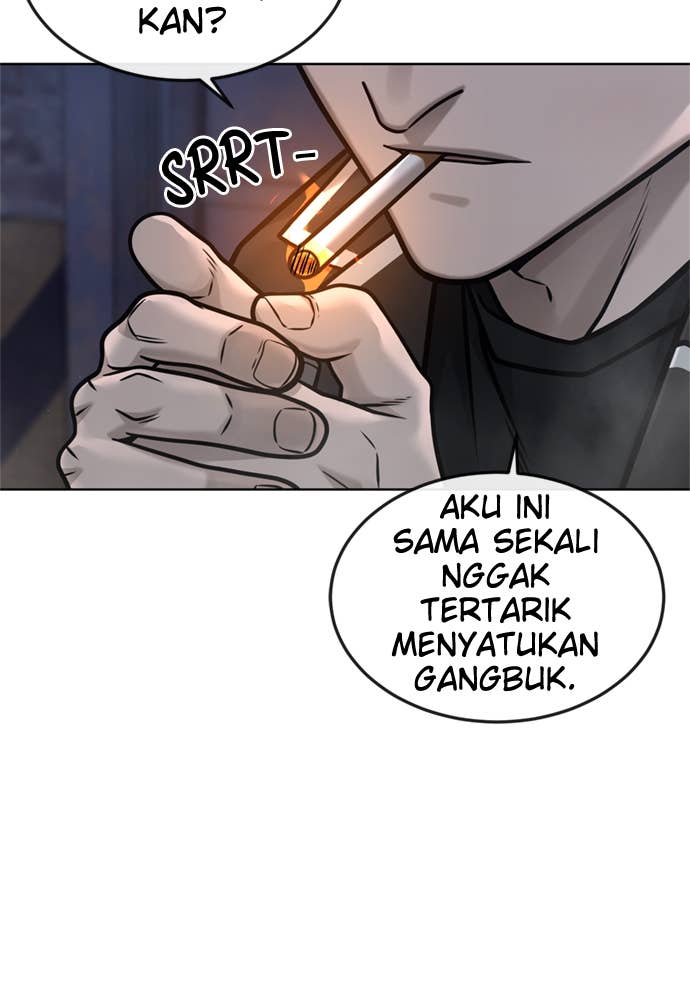 KAN?
SRRT-
AKU INI
SAMA SEKALI
NGGAK
TERTARIK
MENYATUKAN
GANGBUK.